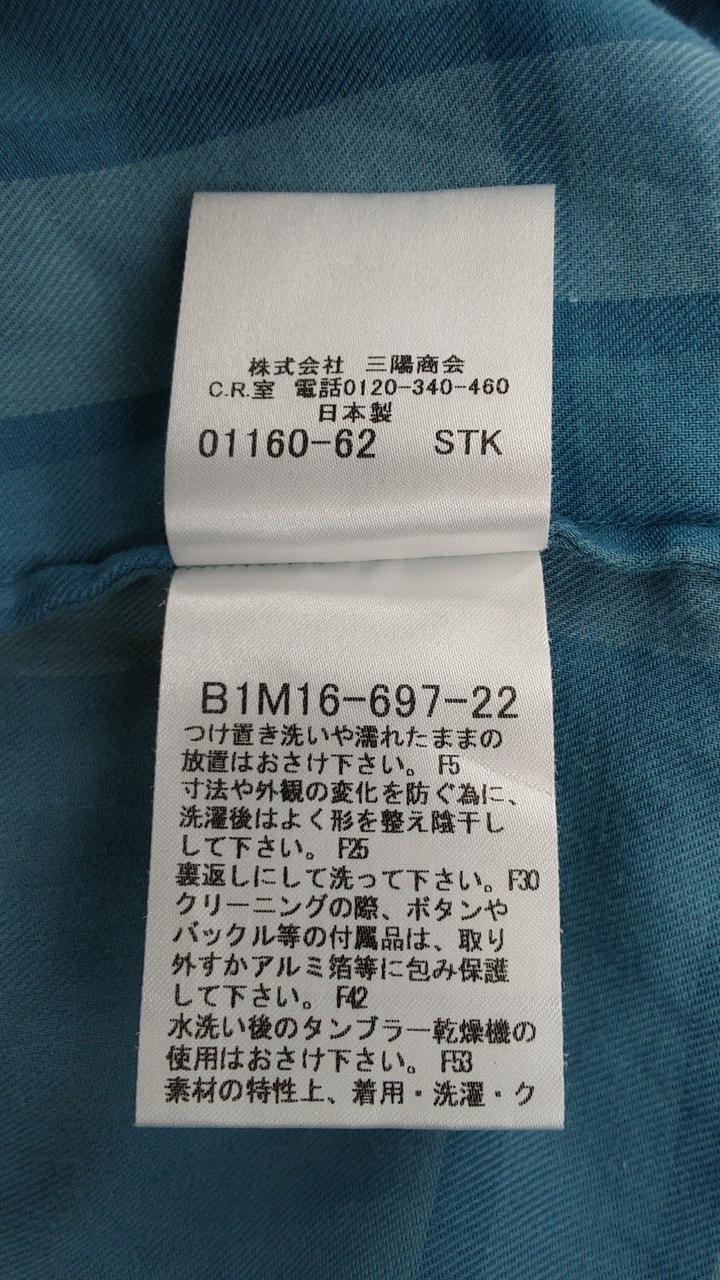 株式会社 三陽商会
C.R.室 電話0120-340-460
日本製
01160-62 STK
B1M16-697-22
つけ置き洗いや濡れたままの
放置はおさけ下さい。 F5
寸法や外観の変化を防ぐ為に、
洗濯後はよく形を整え陰干し
して下さい。 F25
裏返しにして洗って下さい。F30
クリーニングの際、ボタンや
バックル等の付属品は、取り
外すかアルミ箔等に包み保護
して下さい。 F42
水洗い後のタンブラー乾燥機の
使用はおさけ下さい。 F53
素材の特性上、着用・洗濯・ク